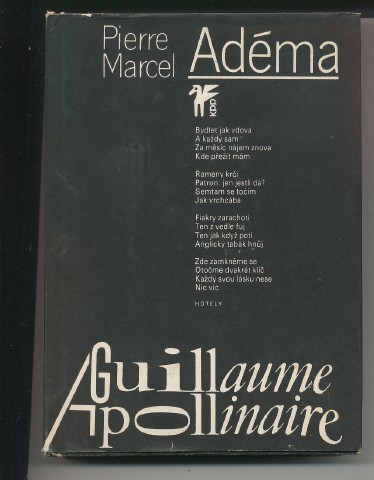 Pierre
Marcel Adéma
KPP
Bydlet jak vdova
A každý sám
Za měsíc nájem znova
Kde přežít mám
Rameny krčí
Patron: jen jestli dá?
Semtam se točím
Jak vrchcába
Fiakry zarachotí
Ten z vedle fuj
Ten jak když potí
Anglický tabák hnůj
Zde zamkněme se
Otočme dvakrát klíč
Každý svou lásku nese
Nic víc
HOTELY
Guillaume
Apollinaire